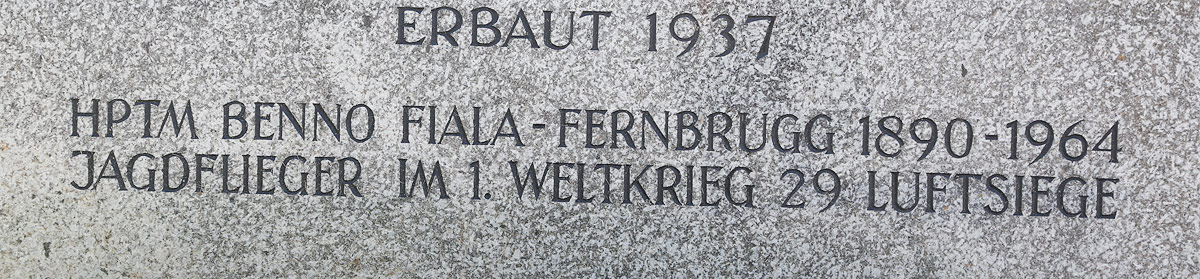 ERBAUT 1937
HPTM BENNO FIALA-FERNBRUGG 1890-1964
JAGDFLIEGER IM 1. WELTKRIEG 29 LUFTSIEGE